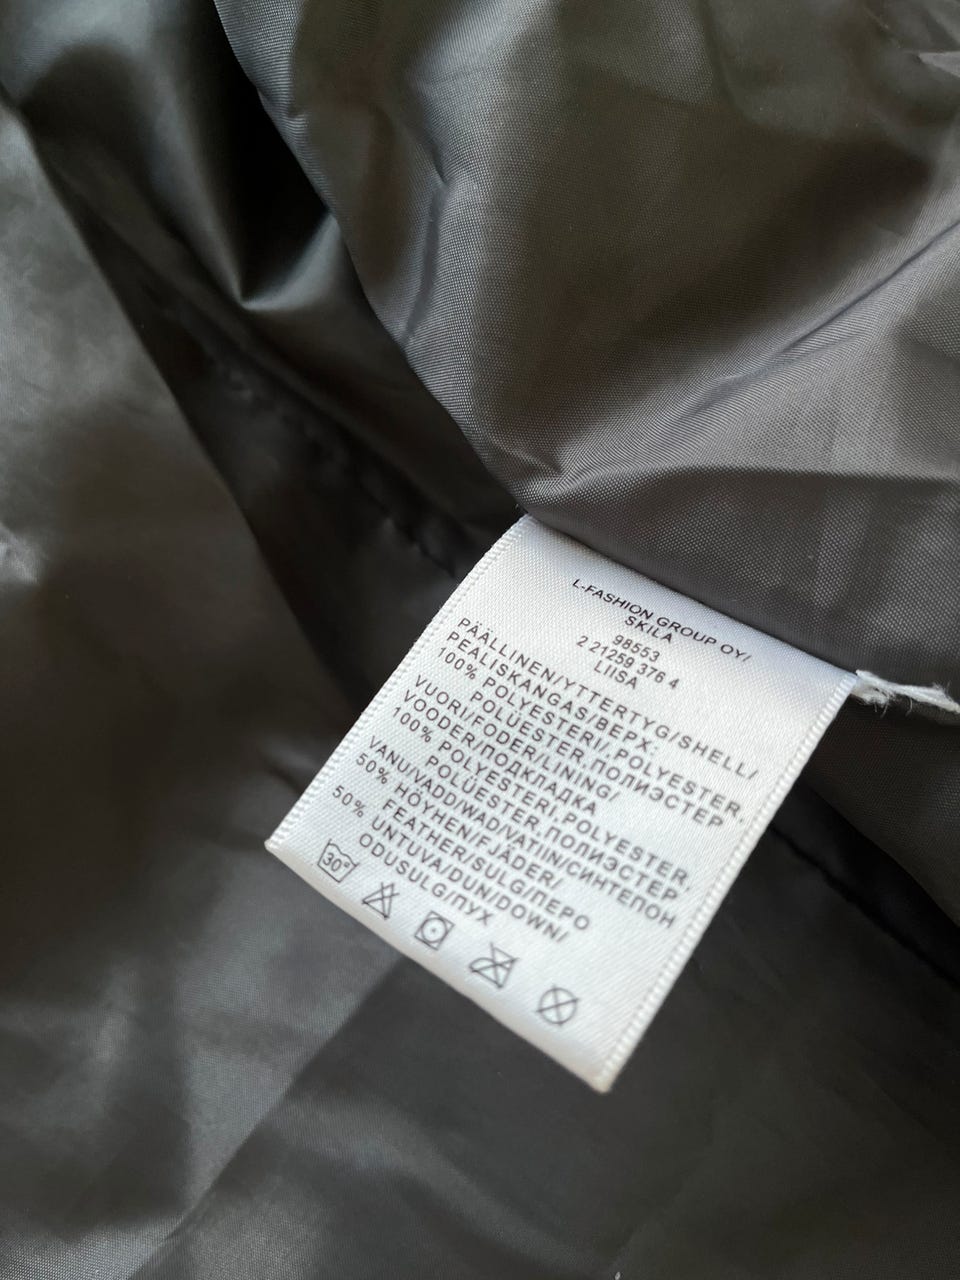 L-FASHION GROUP OY/
SKILA
98553
2 21259 376 4
LIISA
PÄÄLLINEN/YTTERTYG/SHELL/
PEALISKANGAS/ВЕРХ:
100% POLYESTERI/,POLYESTER,
POLÜESTER,ПОЛИЭСТЕР
VUORI/FODER/LINING/
VOODER/ПОДКЛАДКА
100% POLYESTERI,POLYESTER,
POLÜESTER,ПОЛИЭСТЕР
VANU/VADD/WAD/VATIIN/СИНТЕПОН
50% HÖYHEN/FJÄDER/
FEATHER/SULG/ПЕРО
50% UNTUVA/DUN/DOWN/
ODUSULG/ПУХ
30°